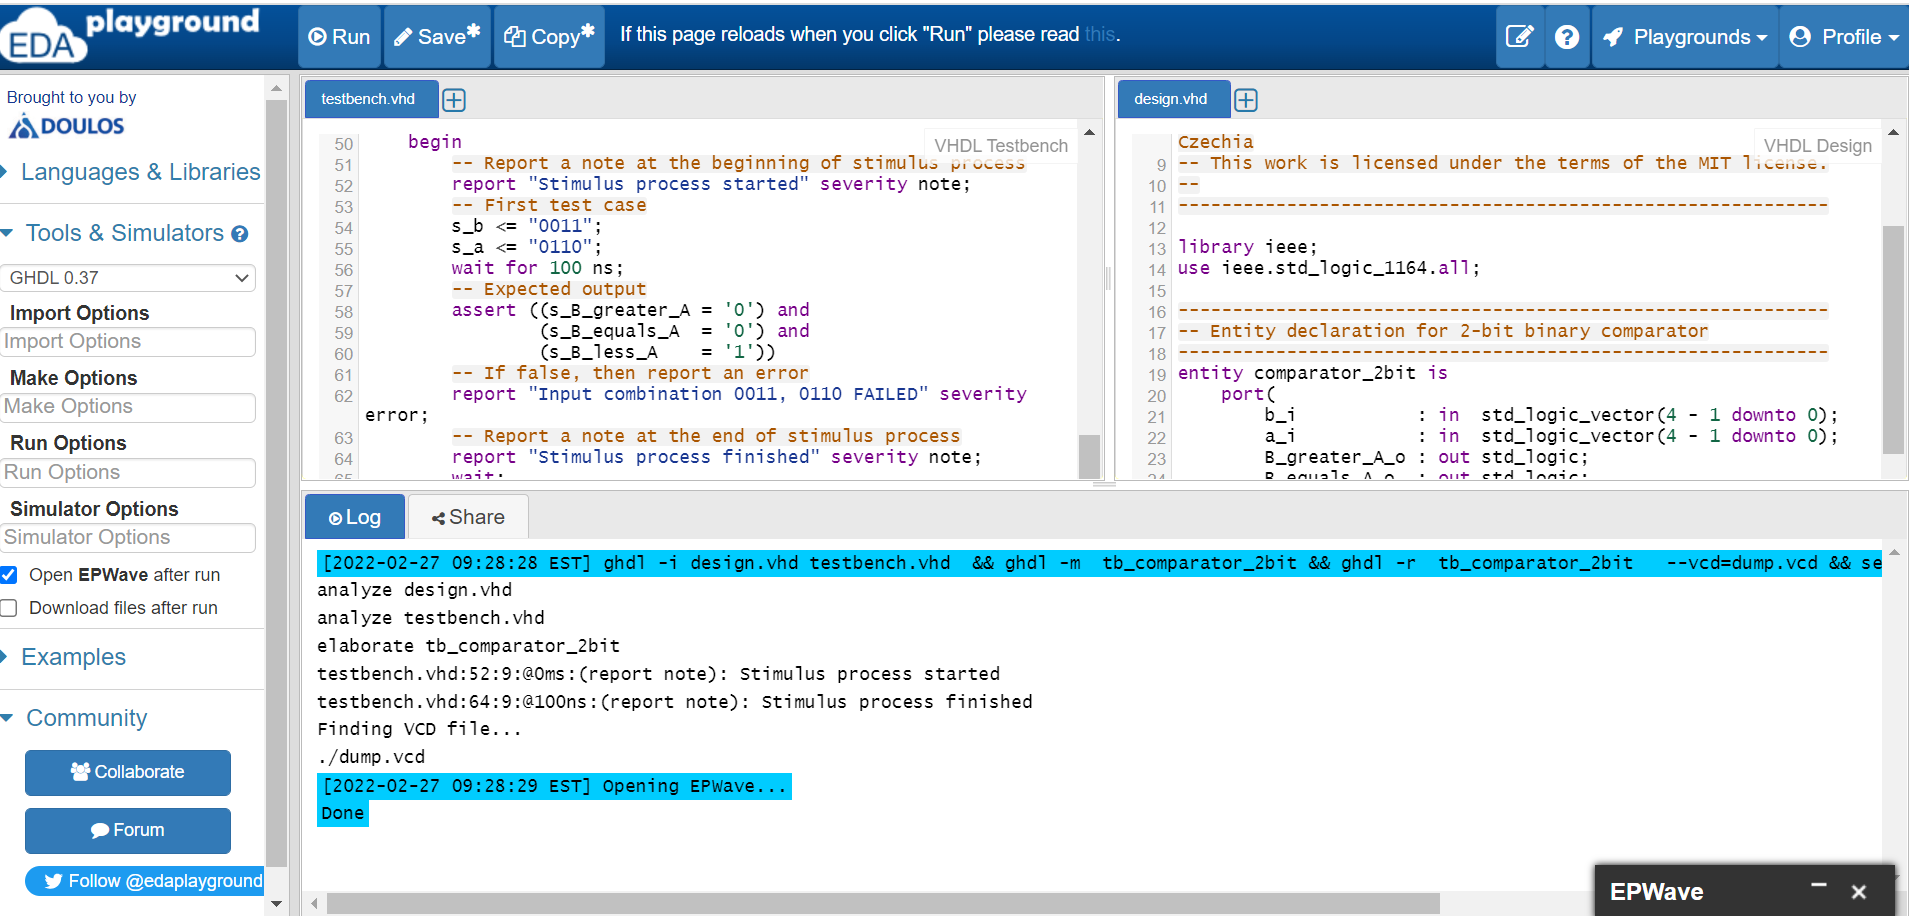 EDA playground
Run
Save*
Copy*
If this page reloads when you click "Run" please read this.
Playgrounds
Profile
Brought to you by
DOULOS
Languages & Libraries
Tools & Simulators
GHDL 0.37
Import Options
Import Options
Make Options
Make Options
Run Options
Run Options
Simulator Options
Simulator Options
Open EPWave after run
Download files after run
Examples
Community
Collaborate
Forum
Follow @edaplayground
testbench.vhd
VHDL Testbench
50 begin
51 -- Report a note at the beginning of stimulus process
52 report "Stimulus process started" severity note;
53 -- First test case
54 s_b <= "0011";
55 s_a <= "0110";
56 wait for 100 ns;
57 -- Expected output
58 assert ((s_B_greater_A = '0') and
59 (s_B_equals_A  = '0') and
60 (s_B_less_A    = '1'))
61 -- If false, then report an error
62 report "Input combination 0011, 0110 FAILED" severity
error;
63 -- Report a note at the end of stimulus process
64 report "Stimulus process finished" severity note;
65 wait;
design.vhd
VHDL Design
Czechia
9 -- This work is licensed under the terms of the MIT license.
10 --
11 ------------------------------------------------------------
12
13 library ieee;
14 use ieee.std_logic_1164.all;
15
16 ------------------------------------------------------------
17 -- Entity declaration for 2-bit binary comparator
18 ------------------------------------------------------------
19 entity comparator_2bit is
20 port(
21 b_i           : in  std_logic_vector(4 - 1 downto 0);
22 a_i           : in  std_logic_vector(4 - 1 downto 0);
23 B_greater_A_o : out std_logic;
24 B_equals_A_o  : out std_logic;
Log
Share
[2022-02-27 09:28:28 EST] ghdl -i design.vhd testbench.vhd  && ghdl -m  tb_comparator_2bit && ghdl -r  tb_comparator_2bit   --vcd=dump.vcd && se
analyze design.vhd
analyze testbench.vhd
elaborate tb_comparator_2bit
testbench.vhd:52:9:@0ms:(report note): Stimulus process started
testbench.vhd:64:9:@100ns:(report note): Stimulus process finished
Finding VCD file...
./dump.vcd
[2022-02-27 09:28:29 EST] Opening EPWave...
Done
EPWave